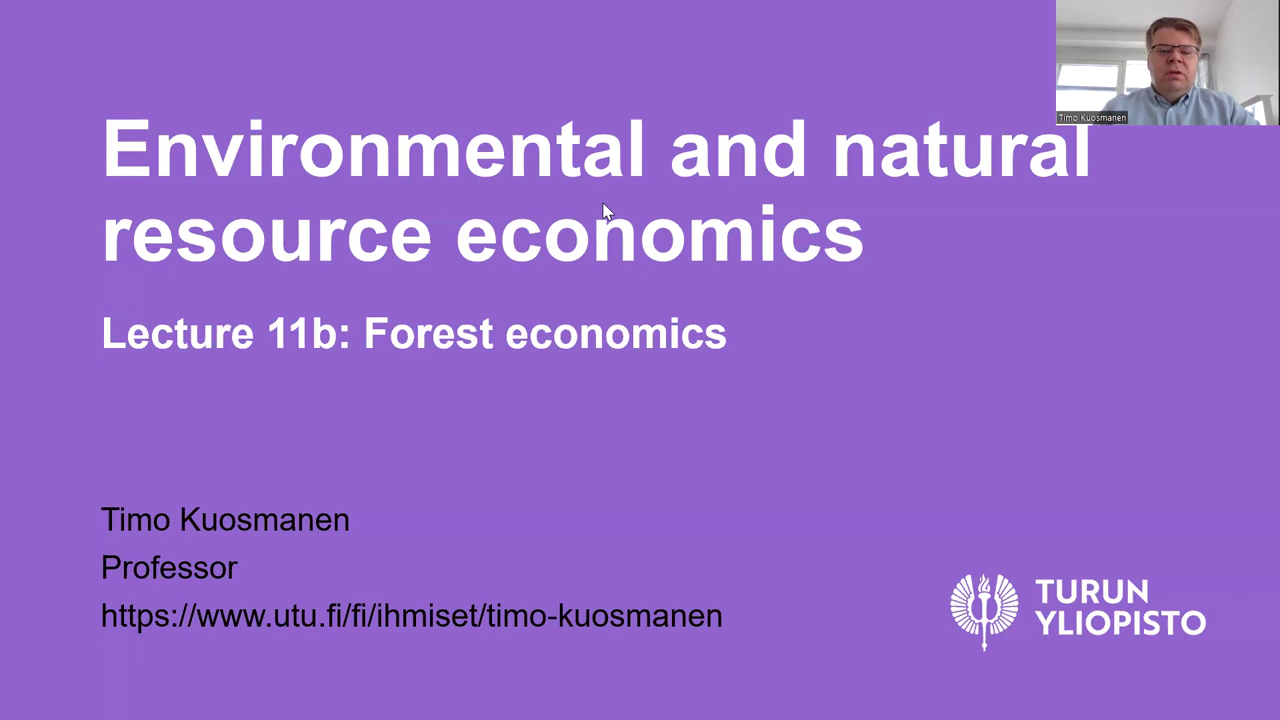 Timo Kuosmanen
Environmental and natural
resource economics
Lecture 11b: Forest economics
Timo Kuosmanen
Professor
https://www.utu.fi/fi/ihmiset/timo-kuosmanen
TURUN
YLIOPISTO